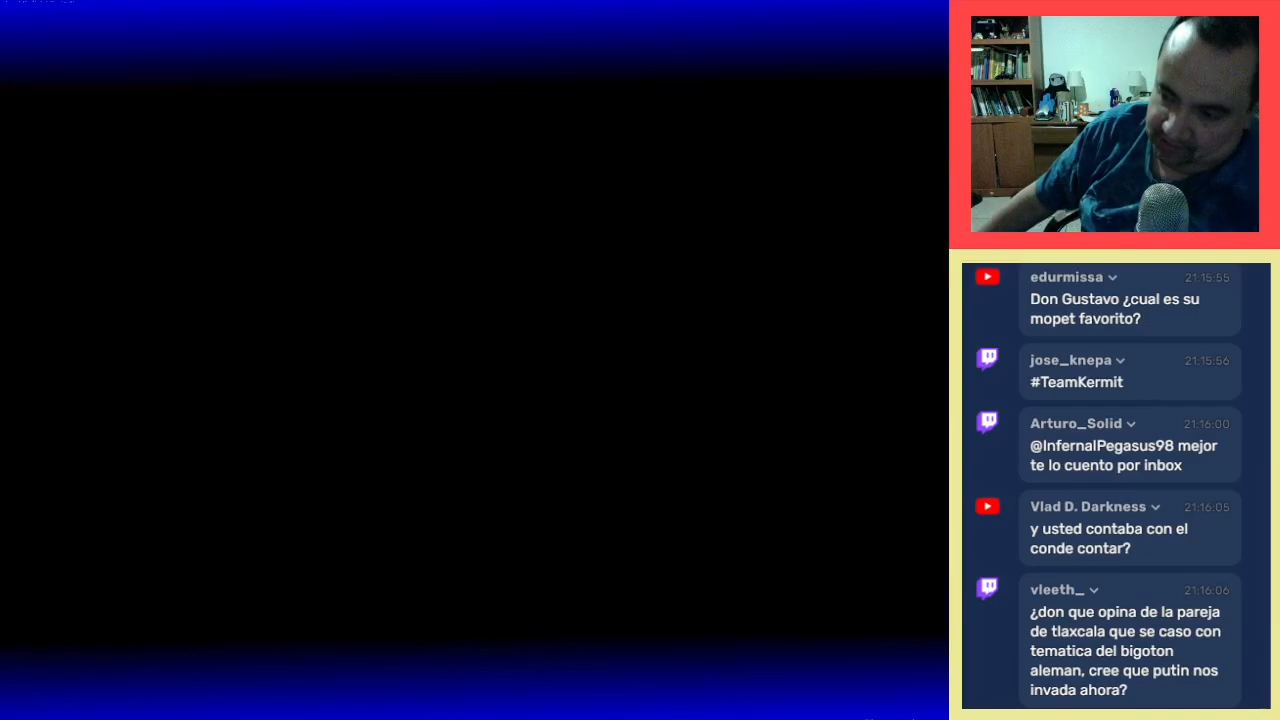 edurmissa
21:15:55
Don Gustavo ¿cual es su
mopet favorito?
jose_knepa
21:15:56
#TeamKermit
Arturo_Solid
21:16:00
@InfernalPegasus98 mejor
te lo cuento por inbox
Vlad D. Darkness
21:16:05
y usted contaba con el
conde contar?
vleeth_
21:16:06
¿don que opina de la pareja
de tlaxcala que se caso con
tematica del bigoton
aleman, cree que putin nos
invada ahora?